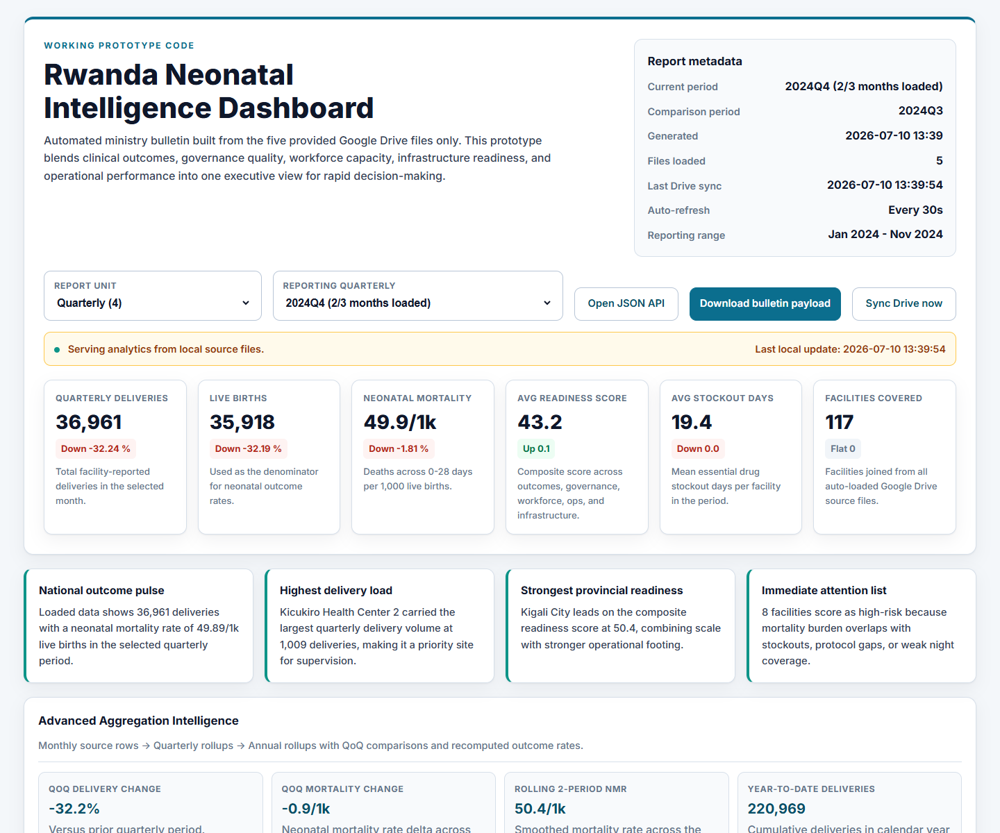 WORKING PROTOTYPE CODE
Rwanda Neonatal
Intelligence Dashboard
Automated ministry bulletin built from the five provided Google Drive files only. This prototype
blends clinical outcomes, governance quality, workforce capacity, infrastructure readiness, and
operational performance into one executive view for rapid decision-making.
Report metadata
Current period 2024Q4 (2/3 months loaded)
Comparison period 2024Q3
Generated 2026-07-10 13:39
Files loaded 5
Last Drive sync 2026-07-10 13:39:54
Auto-refresh Every 30s
Reporting range Jan 2024 - Nov 2024
REPORT UNIT
Quarterly (4)
REPORTING QUARTERLY
2024Q4 (2/3 months loaded)
Open JSON API
Download bulletin payload
Sync Drive now
Serving analytics from local source files.
Last local update: 2026-07-10 13:39:54
QUARTERLY DELIVERIES
36,961
Down -32.24 %
Total facility-reported
deliveries in the selected
month.
LIVE BIRTHS
35,918
Down -32.19 %
Used as the denominator
for neonatal outcome
rates.
NEONATAL MORTALITY
49.9/1k
Down -1.81 %
Deaths across 0-28 days
per 1,000 live births.
AVG READINESS SCORE
43.2
Up 0.1
Composite score across
outcomes, governance,
workforce, ops, and
infrastructure.
AVG STOCKOUT DAYS
19.4
Down 0.0
Mean essential drug
stockout days per facility
in the period.
FACILITIES COVERED
117
Flat 0
Facilities joined from all
auto-loaded Google Drive
source files.
National outcome pulse
Loaded data shows 36,961 deliveries
with a neonatal mortality rate of 49.89/1k
live births in the selected quarterly
period.
Highest delivery load
Kicukiro Health Center 2 carried the
largest quarterly delivery volume at
1,009 deliveries, making it a priority site
for supervision.
Strongest provincial readiness
Kigali City leads on the composite
readiness score at 50.4, combining scale
with stronger operational footing.
Immediate attention list
8 facilities score as high-risk because
mortality burden overlaps with
stockouts, protocol gaps, or weak night
coverage.
Advanced Aggregation Intelligence
Monthly source rows → Quarterly rollups → Annual rollups with QoQ comparisons and recomputed outcome rates.
QOQ DELIVERY CHANGE
-32.2%
Versus prior quarterly period.
QOQ MORTALITY CHANGE
-0.9/1k
Neonatal mortality rate delta across
ROLLING 2-PERIOD NMR
50.4/1k
Smoothed mortality rate across the
YEAR-TO-DATE DELIVERIES
220,969
Cumulative deliveries in calendar year